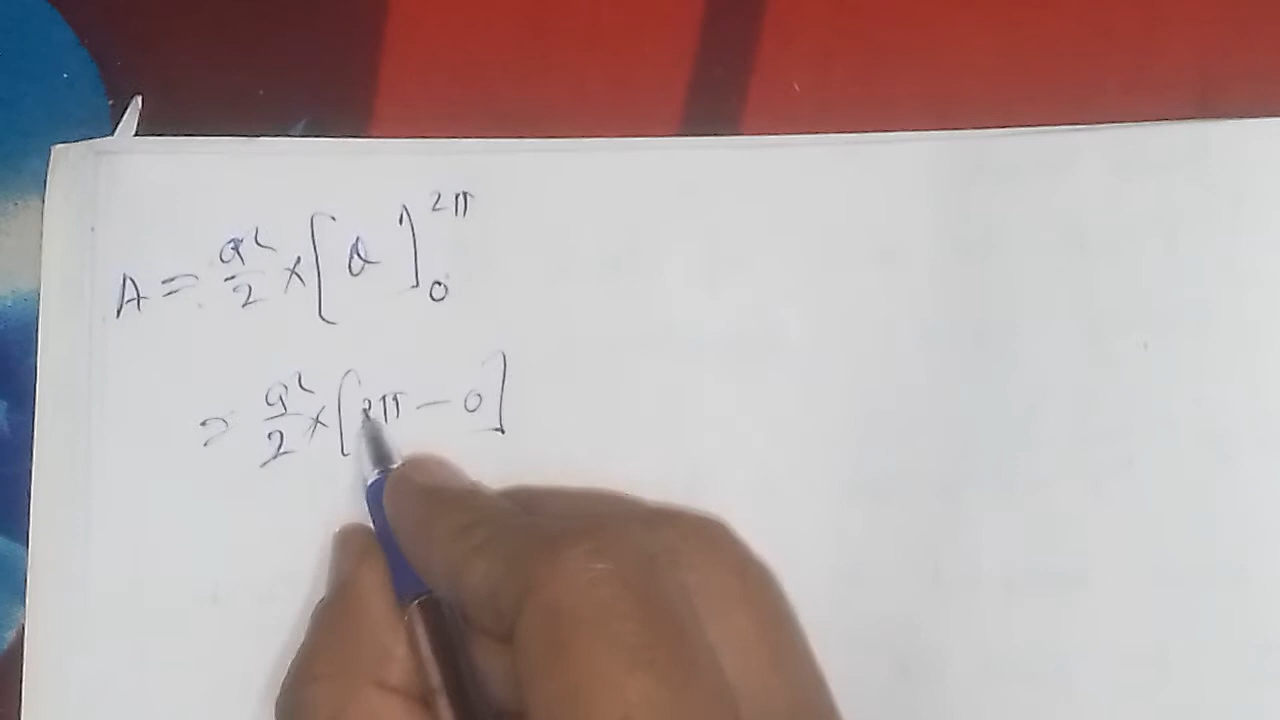 A = a²/2 × [θ]₀^2π
= a²/2 × [2π − 0]